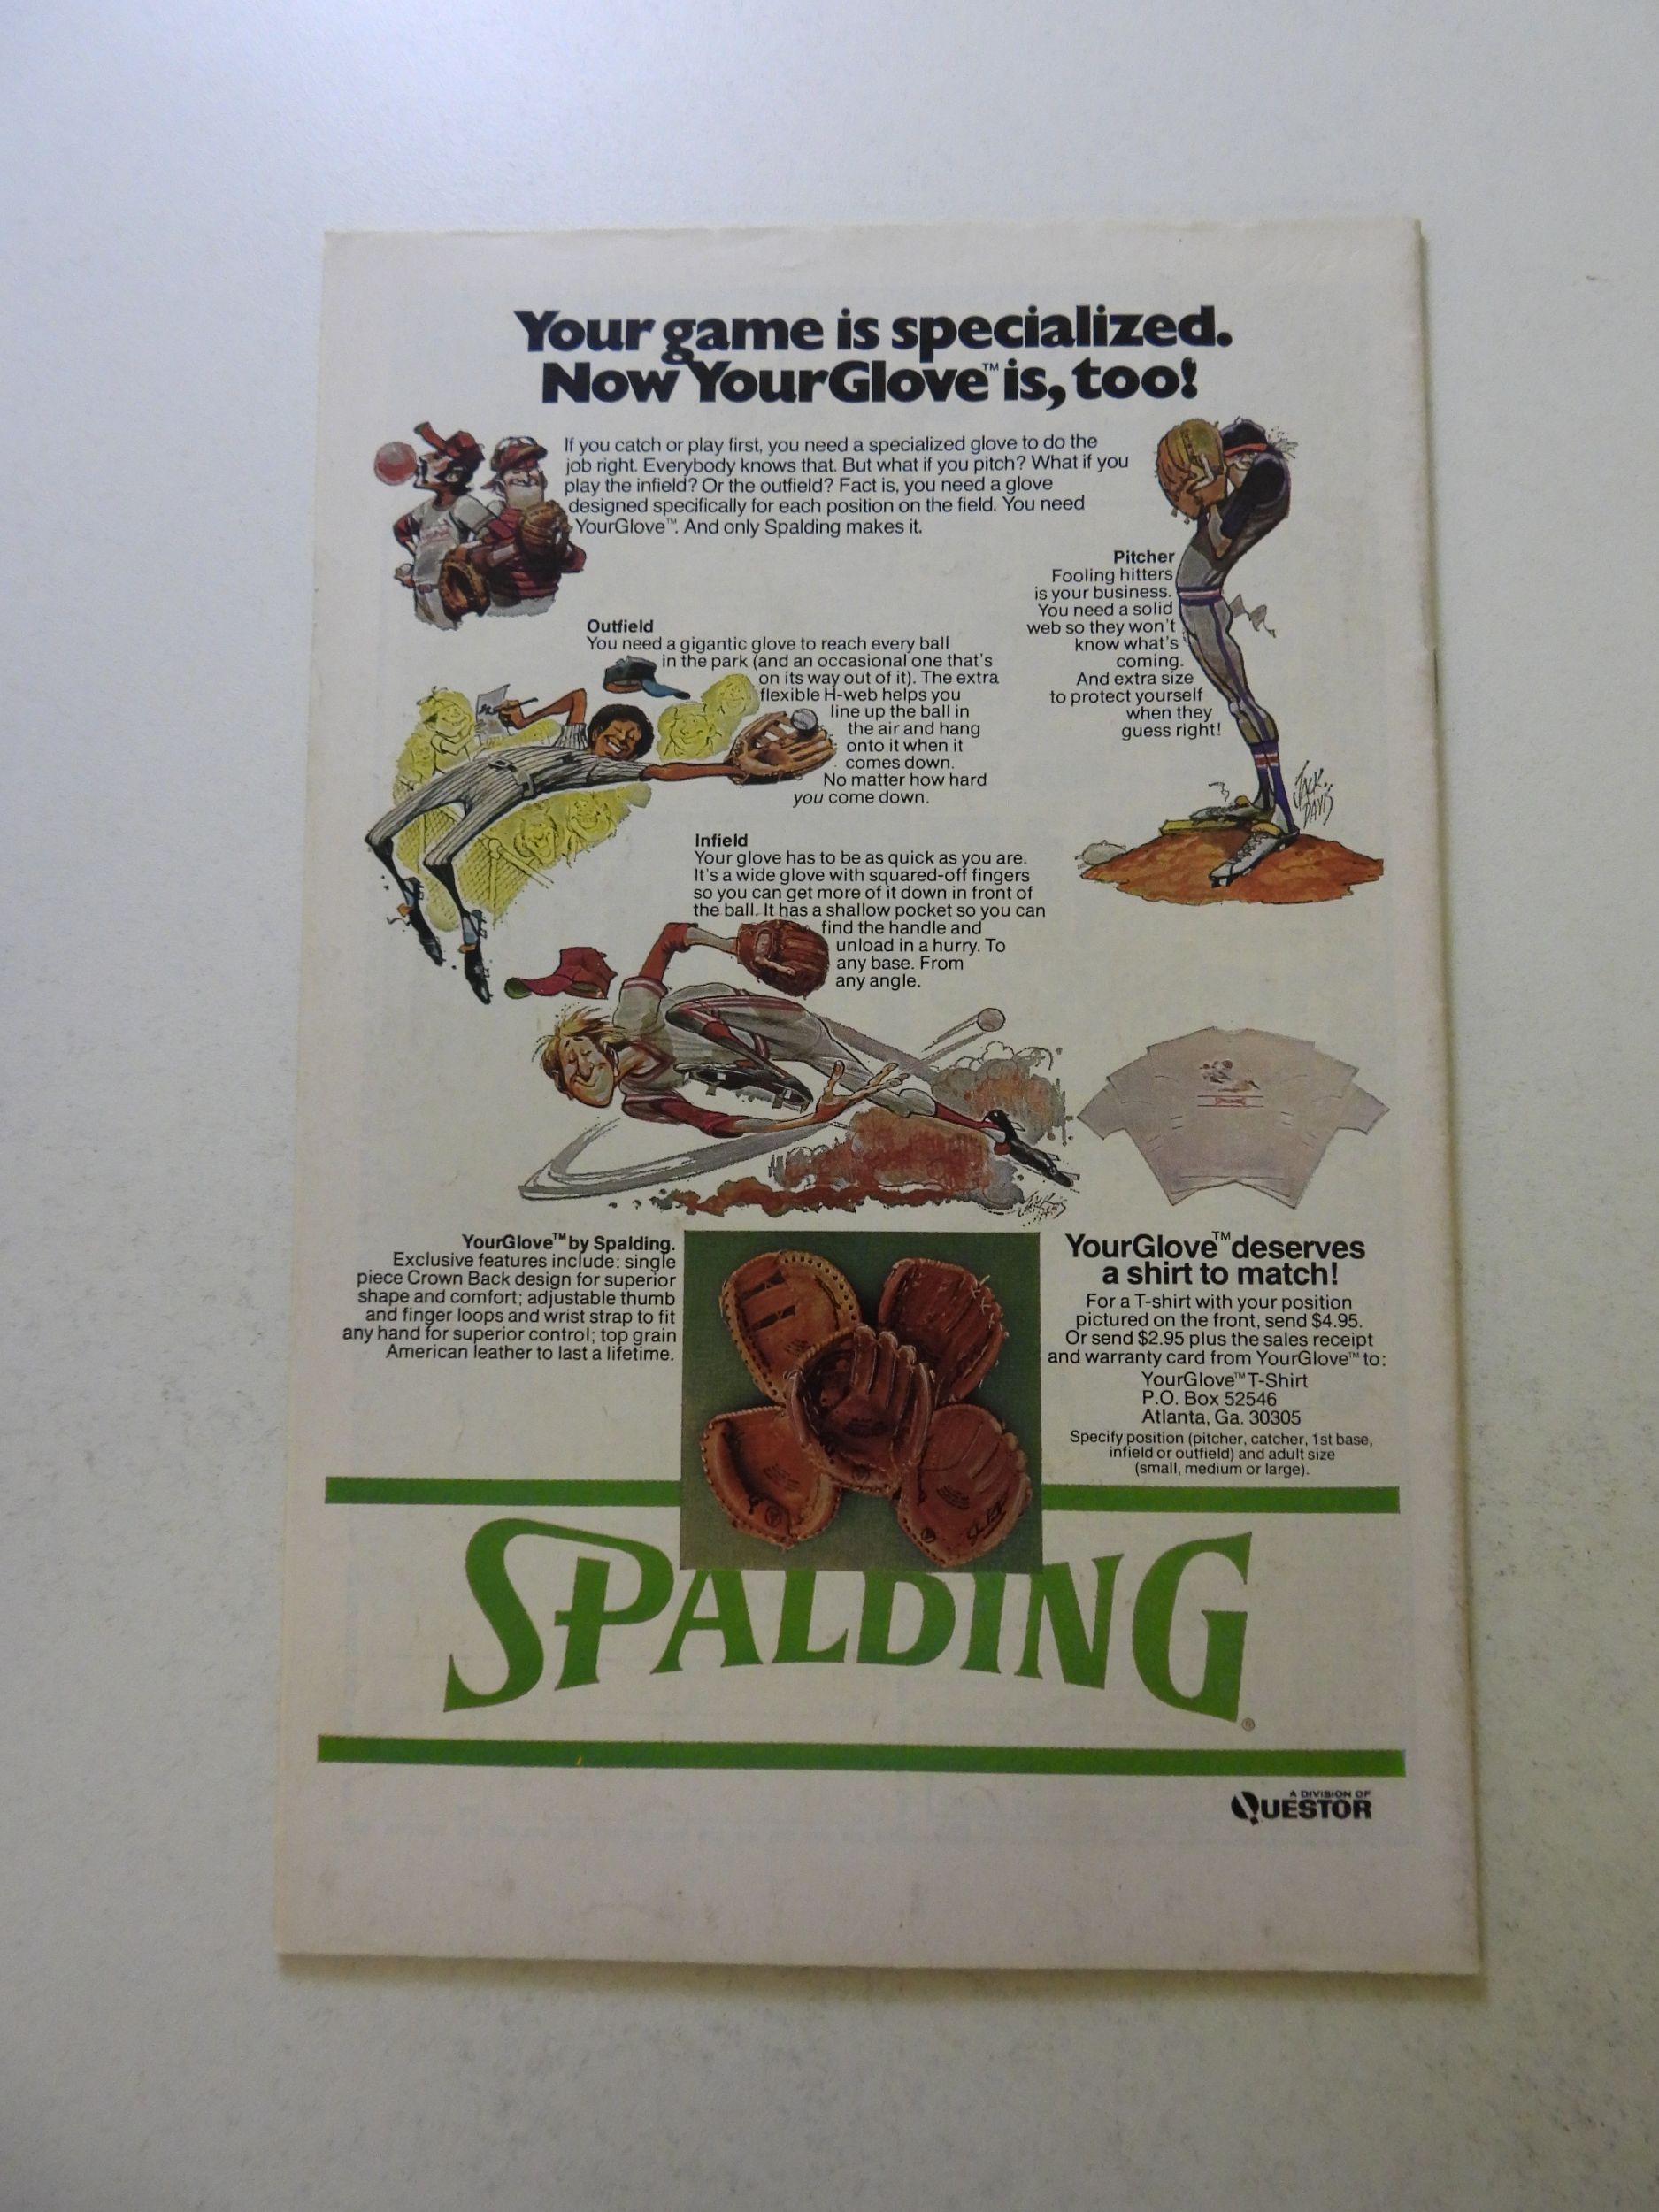 Your game is specialized.
Now YourGlove™ is, too!
If you catch or play first, you need a specialized glove to do the
job right. Everybody knows that. But what if you pitch? What if you
play the infield? Or the outfield? Fact is, you need a glove
designed specifically for each position on the field. You need
YourGlove™. And only Spalding makes it.
Pitcher
Fooling hitters
is your business.
You need a solid
web so they won't
know what's
coming.
And extra size
to protect yourself
when they
guess right!
JACK
DAVIS
Outfield
You need a gigantic glove to reach every ball
in the park (and an occasional one that's
on its way out of it). The extra
flexible H-web helps you
line up the ball in
the air and hang
onto it when it
comes down.
No matter how hard
you come down.
Infield
Your glove has to be as quick as you are.
It's a wide glove with squared-off fingers
so you can get more of it down in front of
the ball. It has a shallow pocket so you can
find the handle and
unload in a hurry. To
any base. From
any angle.
YourGlove™ by Spalding.
Exclusive features include: single
piece Crown Back design for superior
shape and comfort; adjustable thumb
and finger loops and wrist strap to fit
any hand for superior control; top grain
American leather to last a lifetime.
YourGlove™ deserves
a shirt to match!
For a T-shirt with your position
pictured on the front, send $4.95.
Or send $2.95 plus the sales receipt
and warranty card from YourGlove™ to:
YourGlove™ T-Shirt
P.O. Box 52546
Atlanta, Ga. 30305
Specify position (pitcher, catcher, 1st base,
infield or outfield) and adult size
(small, medium or large).
SPALDING®
A DIVISION OF
QUESTOR